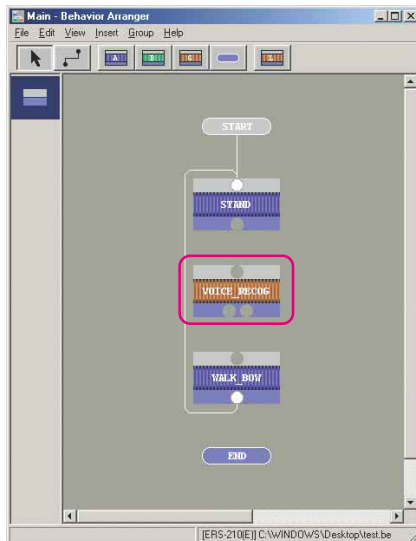 Main - Behavior Arranger
File Edit View Insert Group Help
A B C L
START
STAND
VOICE_RECOG
WALK_BOW
END
[ERS-210(E)] C:\WINDOWS\Desktop\test.be